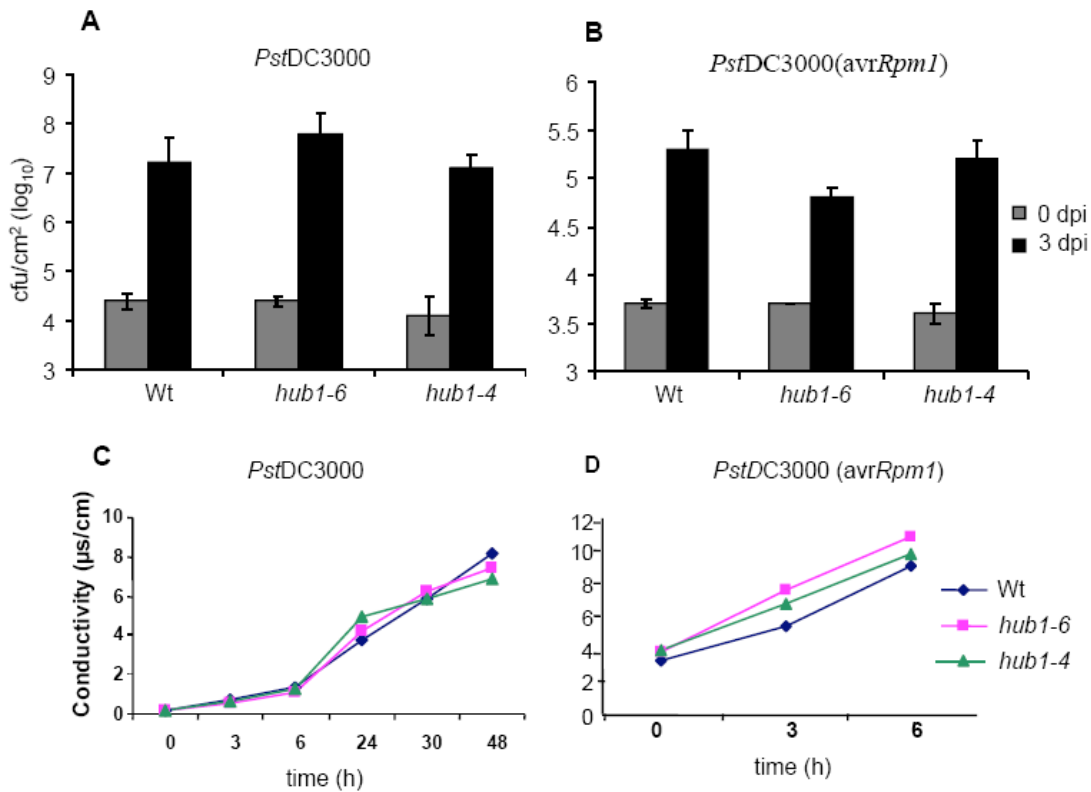 A
PstDC3000
9
8
7
6
5
4
3
cfu/cm² (log₁₀)
Wt
hub1-6
hub1-4
B
PstDC3000(avrRpm1)
6
5.5
5
4.5
4
3.5
3
Wt
hub1-6
hub1-4
0 dpi
3 dpi
C
PstDC3000
Conductivity (µs/cm)
10
8
6
4
2
0
0 3 6 24 30 48
time (h)
D
PstDC3000 (avrRpm1)
12
10
8
6
4
2
0
0 3 6
time (h)
Wt
hub1-6
hub1-4